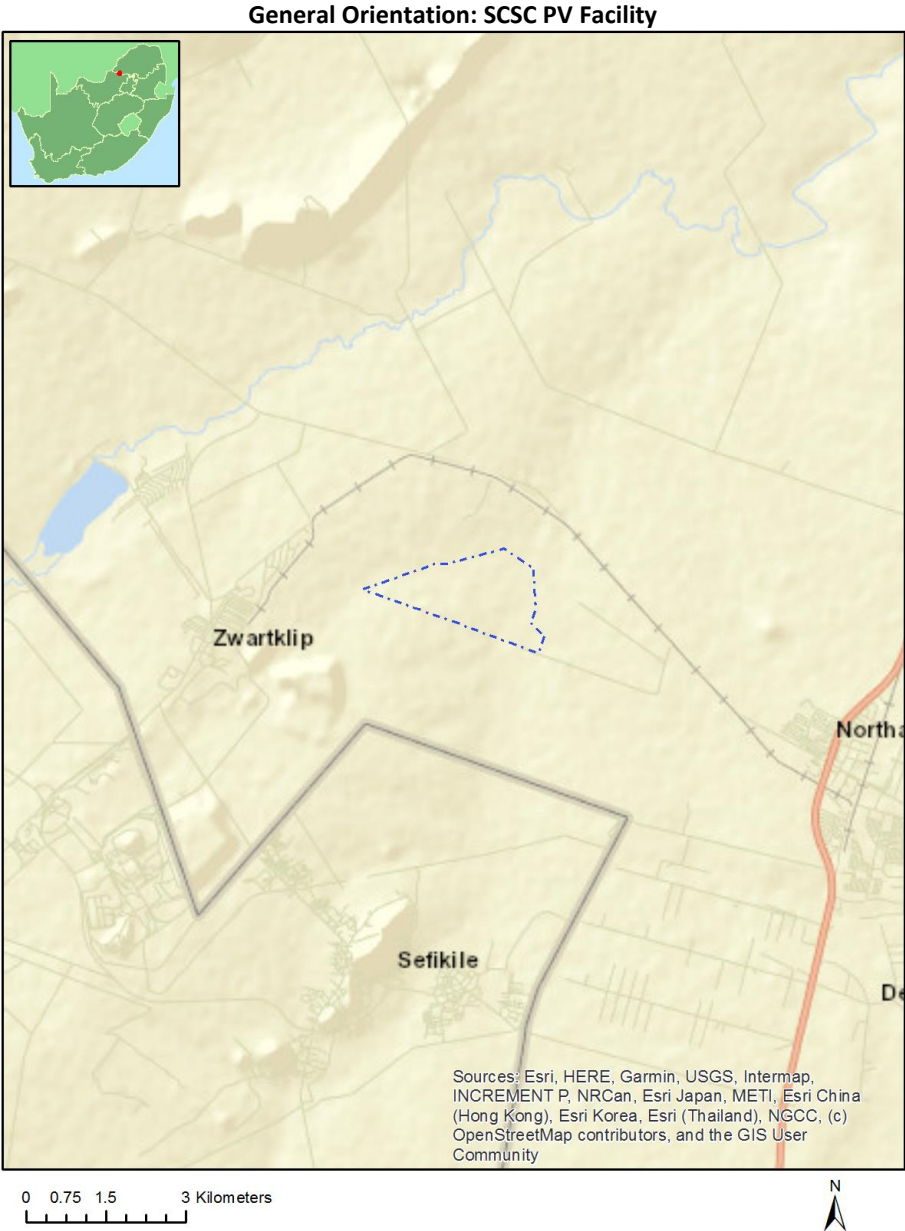 General Orientation: SCSC PV Facility
Zwartklip
Northa
Sefikile
De
Sources: Esri, HERE, Garmin, USGS, Intermap,
INCREMENT P, NRCan, Esri Japan, METI, Esri China
(Hong Kong), Esri Korea, Esri (Thailand), NGCC, (c)
OpenStreetMap contributors, and the GIS User
Community
0 0.75 1.5 3 Kilometers
N